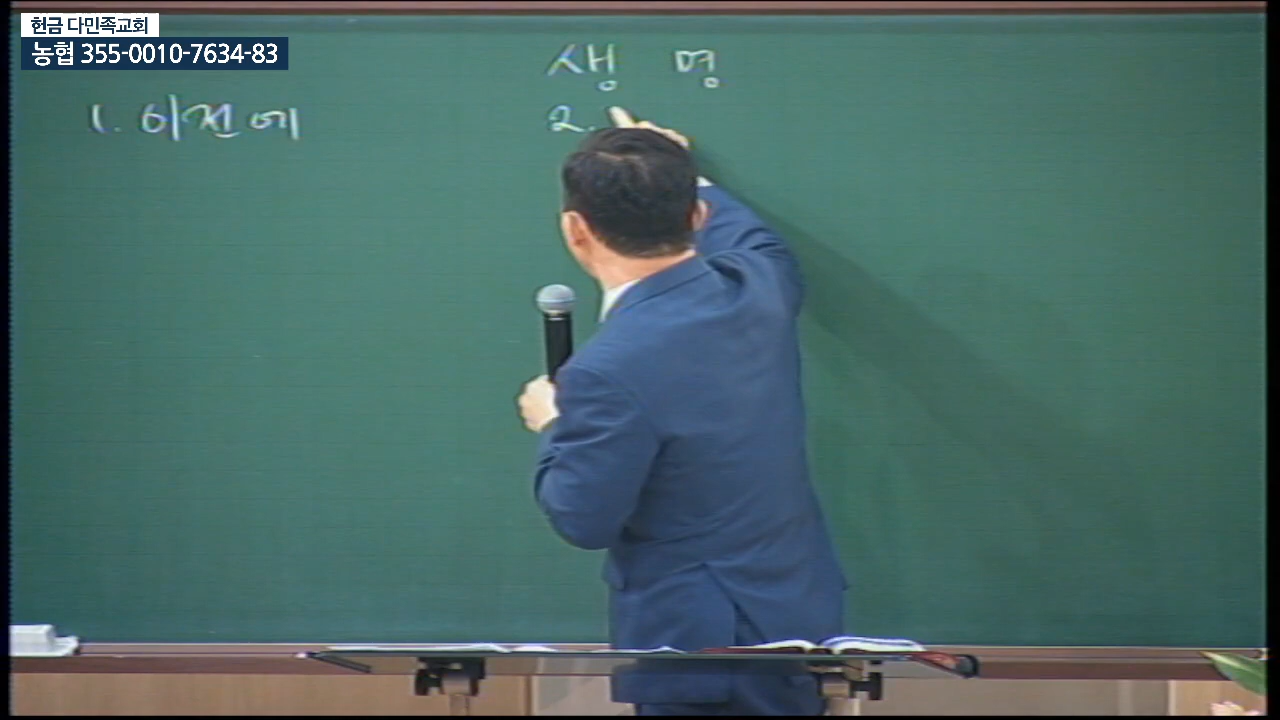 헌금 다민족교회
농협 355-0010-7634-83
생 명
1. 이전에
2.